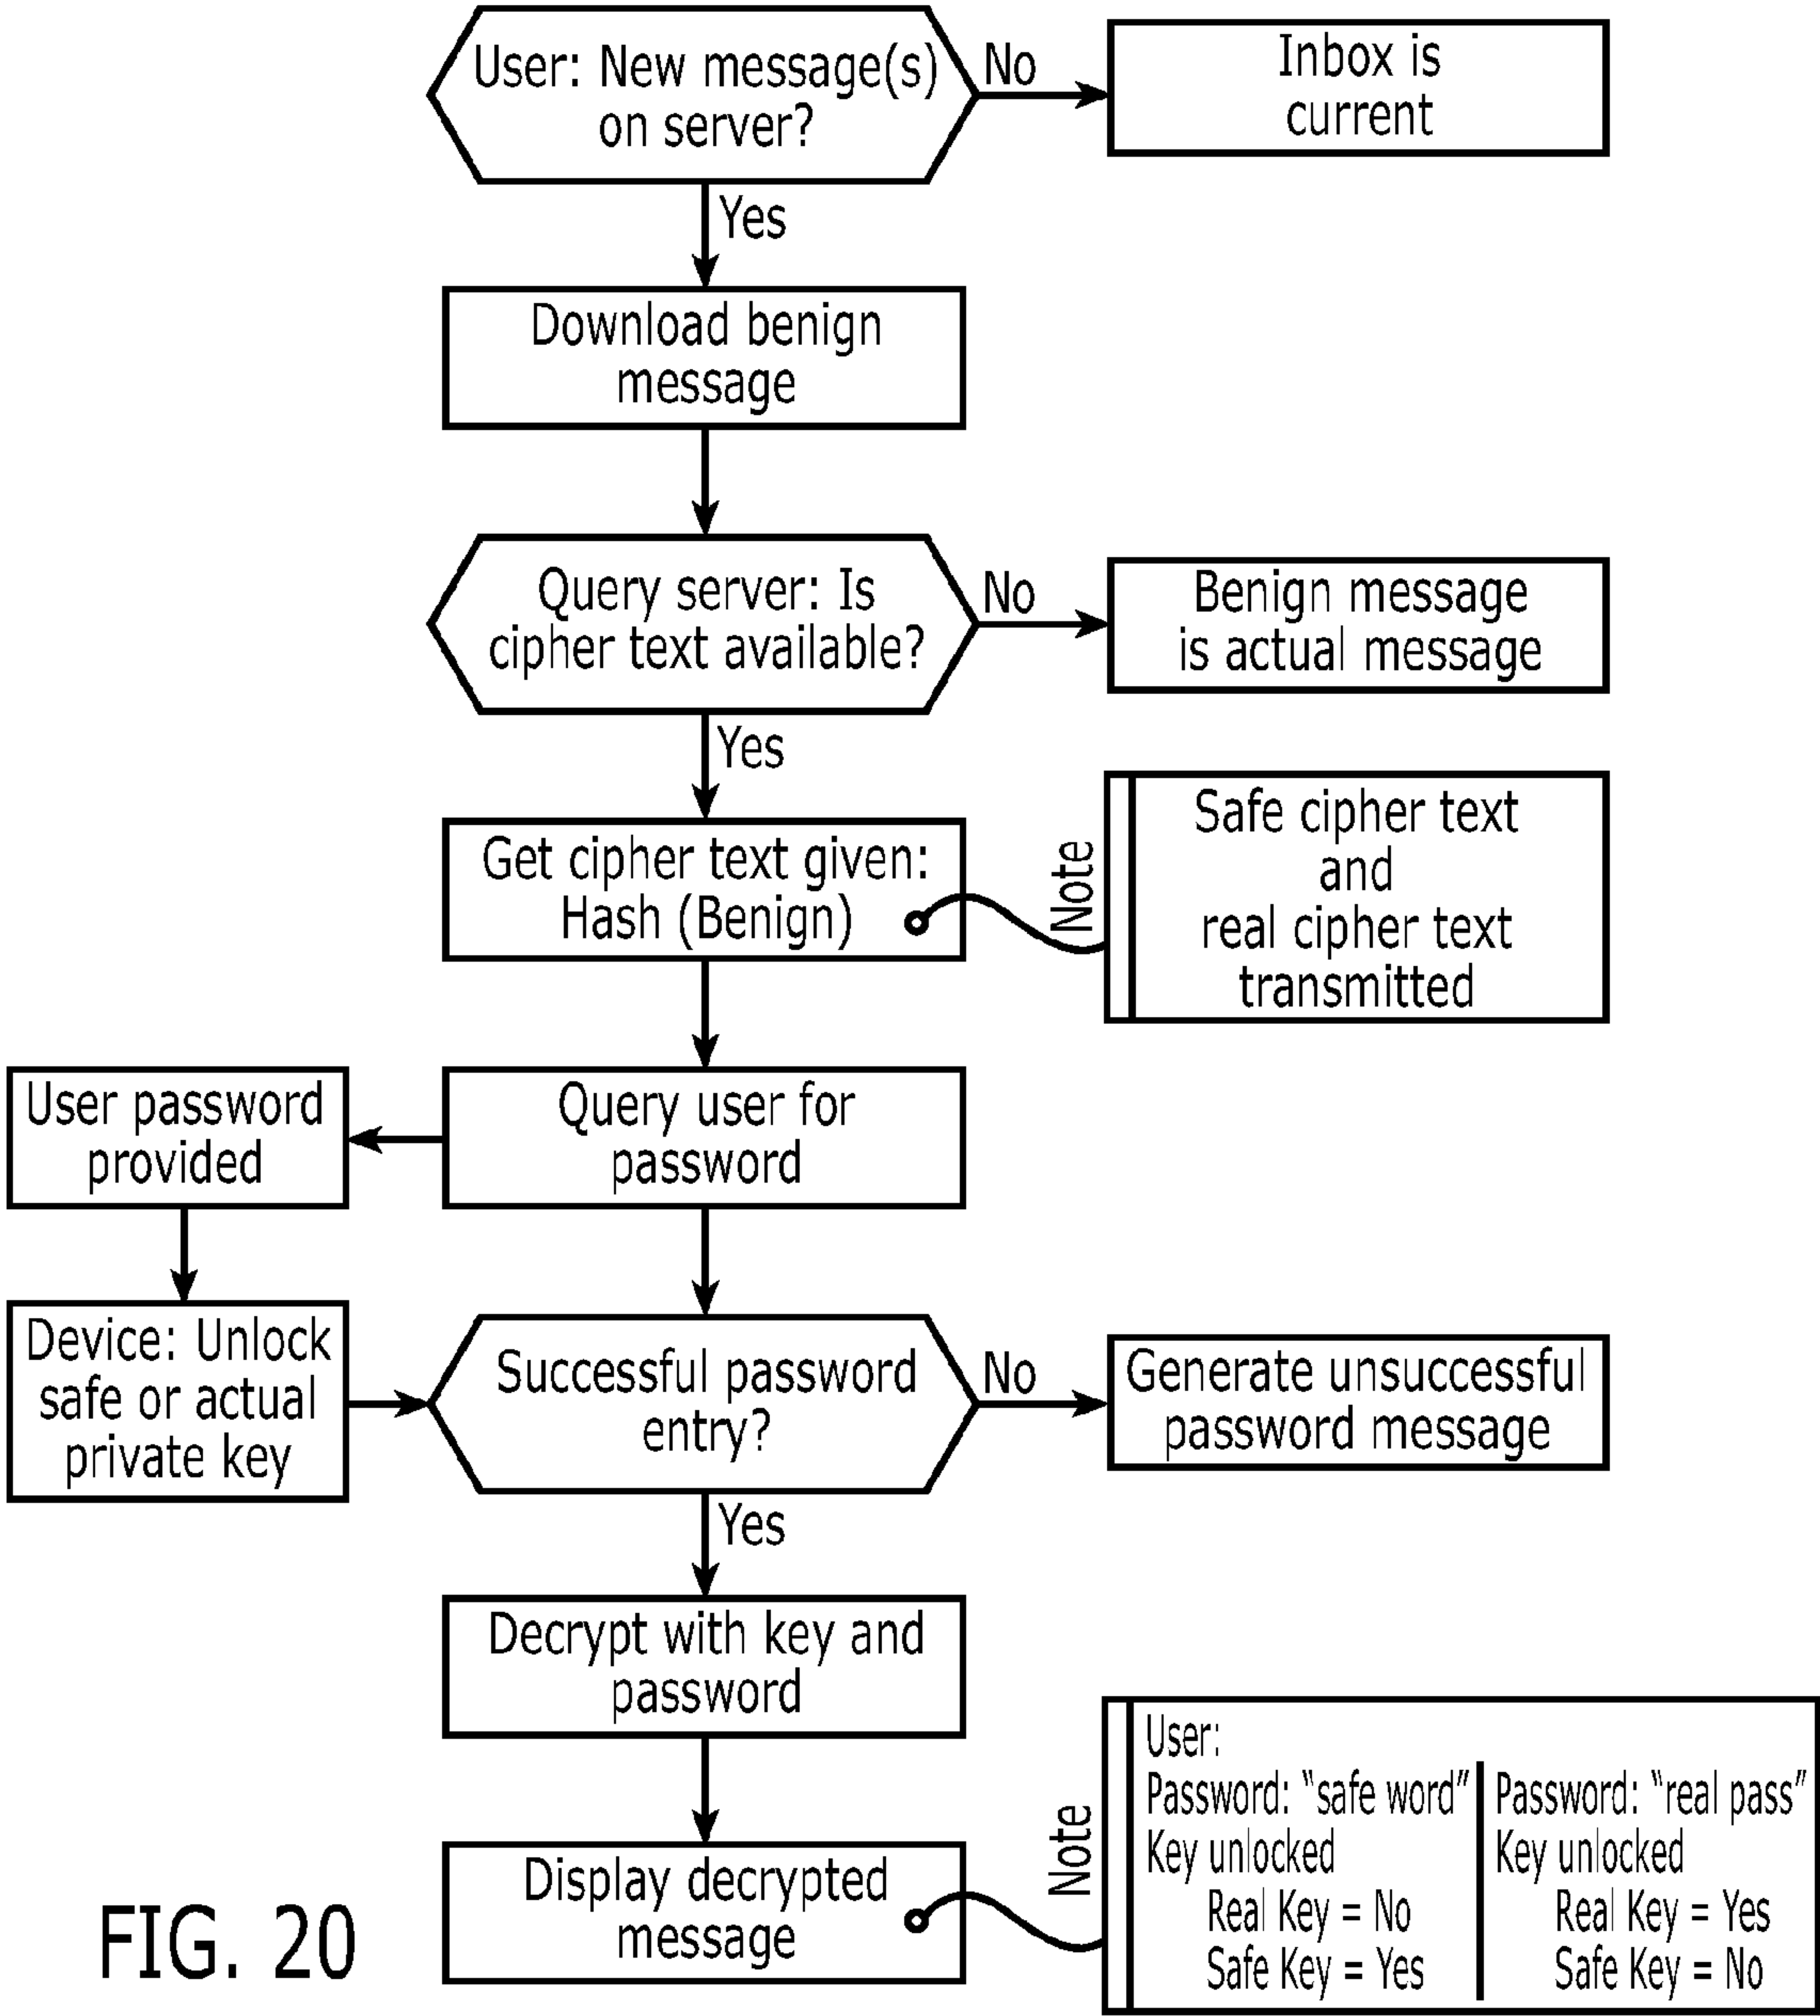 User: New message(s)
on server?
No
Inbox is
current
Yes
Download benign
message
Query server: Is
cipher text available?
No
Benign message
is actual message
Yes
Get cipher text given:
Hash (Benign)
Note
Safe cipher text
and
real cipher text
transmitted
User password
provided
Query user for
password
Device: Unlock
safe or actual
private key
Successful password
entry?
No
Generate unsuccessful
password message
Yes
Decrypt with key and
password
Display decrypted
message
Note
User:
Password: “safe word”
Key unlocked
Real Key = No
Safe Key = Yes
Password: “real pass”
Key unlocked
Real Key = Yes
Safe Key = No
FIG. 20